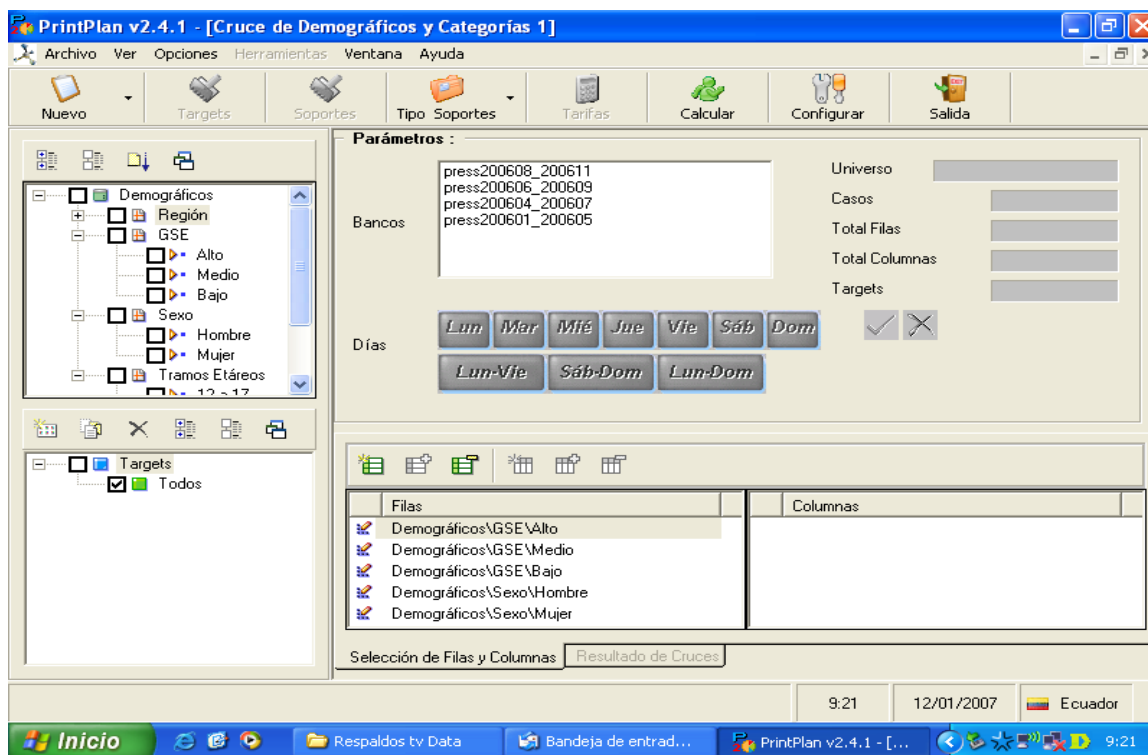 PrintPlan v2.4.1 - [Cruce de Demográficos y Categorías 1]
Archivo Ver Opciones Herramientas Ventana Ayuda
Nuevo Targets Soportes Tipo Soportes Tarifas Calcular Configurar Salida
Demográficos
Región
GSE
Alto
Medio
Bajo
Sexo
Hombre
Mujer
Tramos Etáreos
12 a 17
Targets
Todos
Parámetros :
Bancos
press200608_200611
press200606_200609
press200604_200607
press200601_200605
Universo
Casos
Total Filas
Total Columnas
Targets
Días
Lun Mar Mié Jue Vie Sáb Dom
Lun-Vie Sáb-Dom Lun-Dom
Filas
Columnas
Demográficos\GSE\Alto
Demográficos\GSE\Medio
Demográficos\GSE\Bajo
Demográficos\Sexo\Hombre
Demográficos\Sexo\Mujer
Selección de Filas y Columnas Resultado de Cruces
9:21 12/01/2007 Ecuador
Inicio Respaldos tv Data Bandeja de entrad... PrintPlan v2.4.1 - [... 9:21